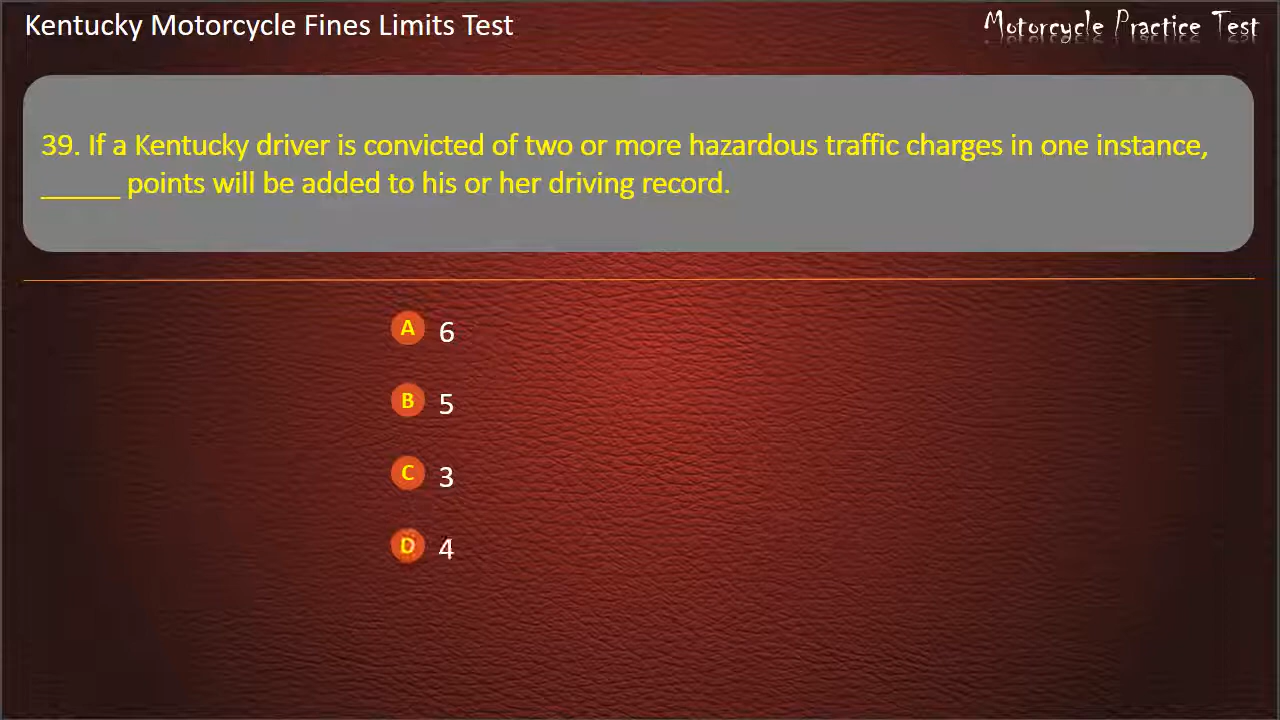 Kentucky Motorcycle Fines Limits Test
Motorcycle Practice Test
39. If a Kentucky driver is convicted of two or more hazardous traffic charges in one instance,
______ points will be added to his or her driving record.
A 6
B 5
C 3
D 4